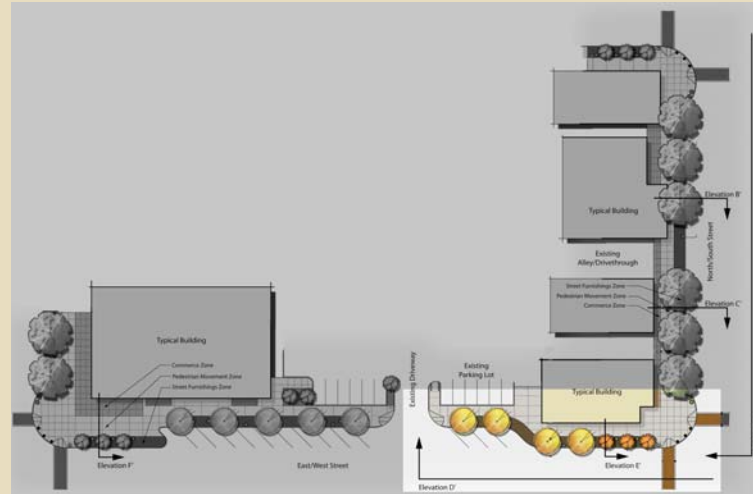 Elevation B'
Typical Building
North/South Street
Existing
Alley/Drivethrough
Street Furnishings Zone
Pedestrian Movement Zone
Commerce Zone
Elevation C'
Typical Building
Commerce Zone
Pedestrian Movement Zone
Street Furnishings Zone
Existing Driveway
Existing
Parking Lot
Typical Building
Elevation F'
East/West Street
Elevation E'
Elevation D'